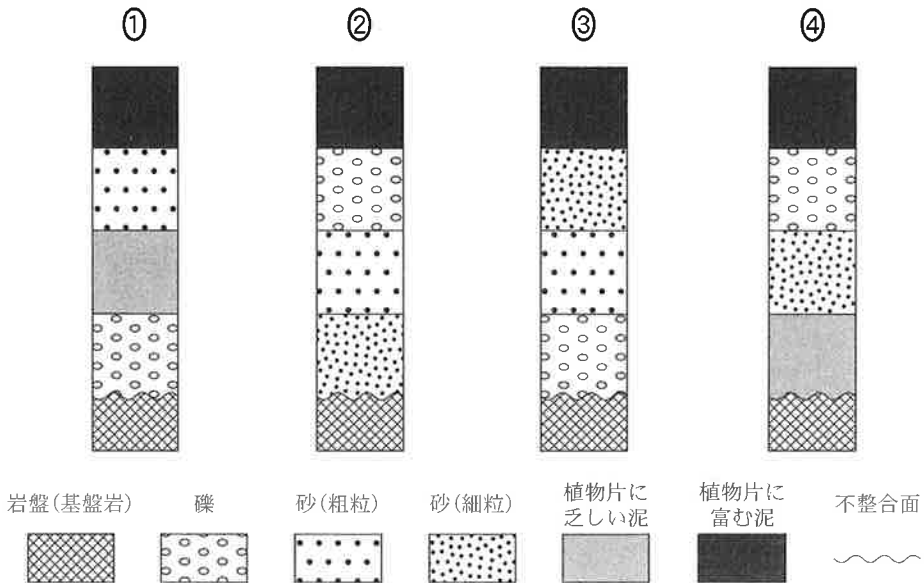 ① ② ③ ④
岩盤(基盤岩) 礫 砂(粗粒) 砂(細粒) 植物片に乏しい泥 植物片に富む泥 不整合面